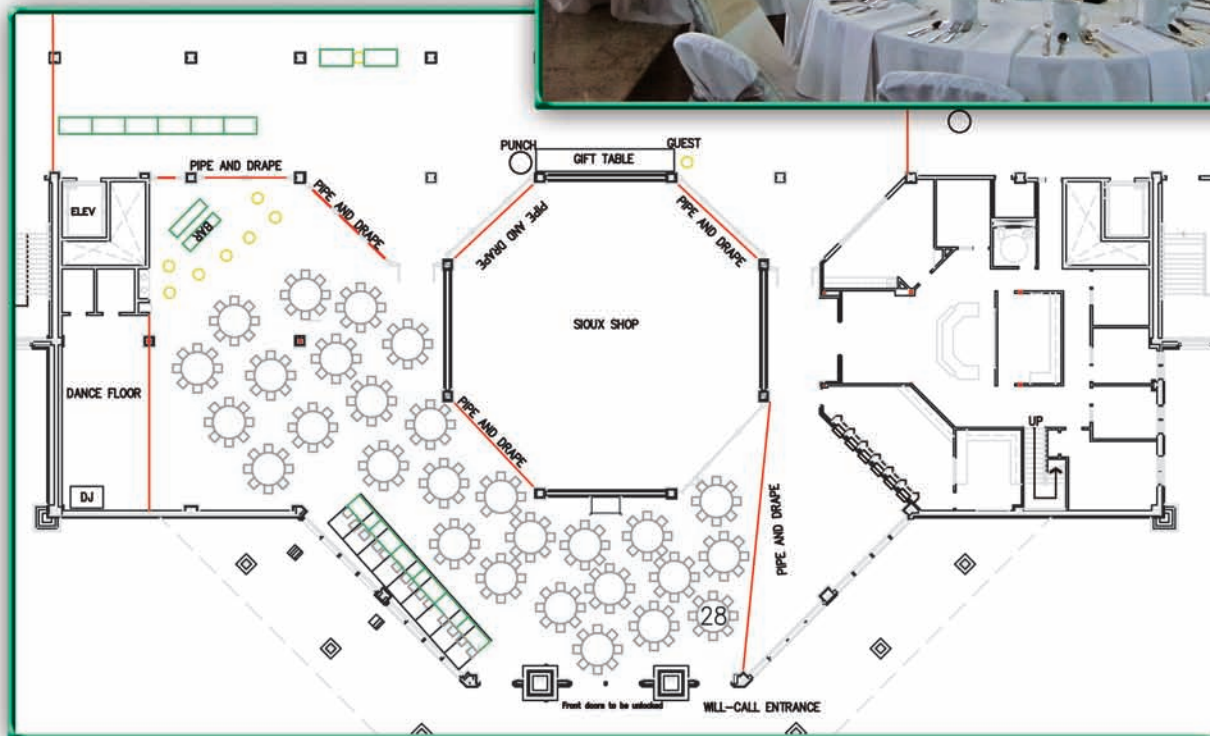 PUNCH
GUEST
GIFT TABLE
PIPE AND DRAPE
PIPE AND DRAPE
PIPE AND DRAPE
PIPE AND DRAPE
ELEV
BAR
SIOUX SHOP
DANCE FLOOR
PIPE AND DRAPE
UP
DJ
PIPE AND DRAPE
28
Front doors to be unlocked
WILL-CALL ENTRANCE